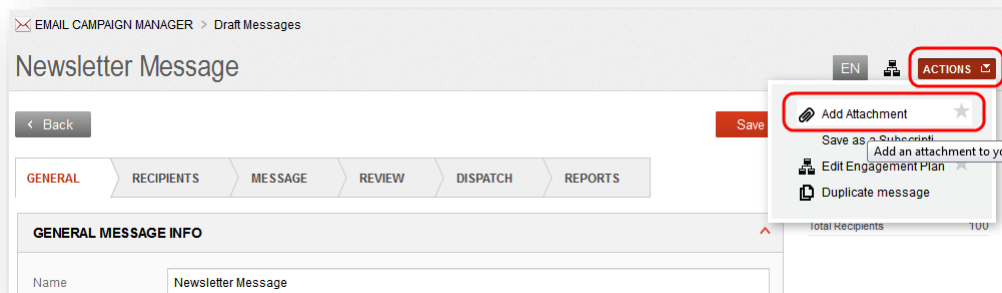 EMAIL CAMPAIGN MANAGER > Draft Messages
Newsletter Message
EN
ACTIONS
< Back
Save
Add Attachment
Save as a Subscripti
Add an attachment to yo
Edit Engagement Plan
Duplicate message
GENERAL RECIPIENTS MESSAGE REVIEW DISPATCH REPORTS
Total Recipients 100
GENERAL MESSAGE INFO
Name Newsletter Message